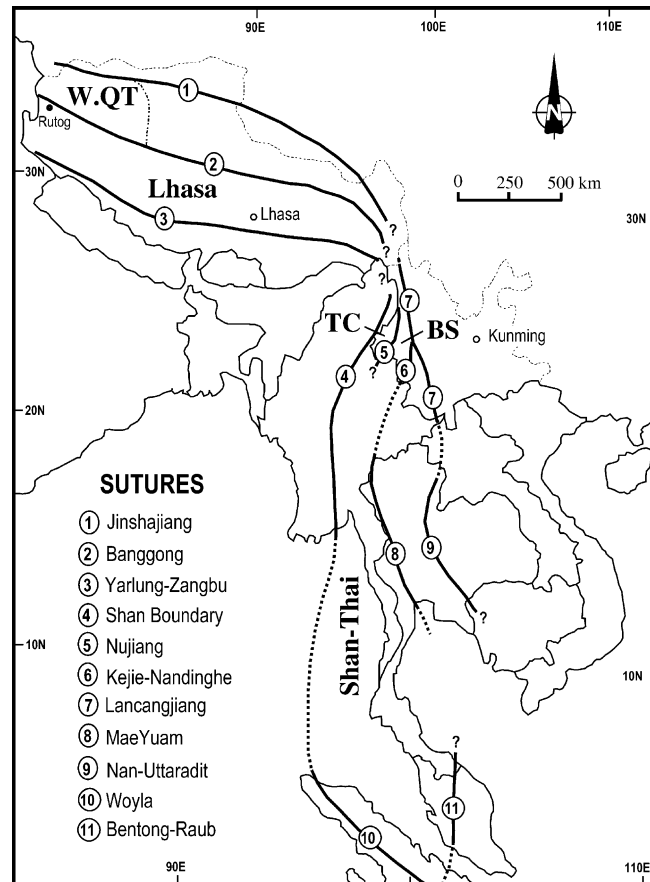 90E 100E 110E
1
W.QT
Rutog
N
2
30N
Lhasa
0 250 500 km
Lhasa
3
30N
?
?
?
7
TC BS
Kunming
5
?
6
4
7
20N
SUTURES
1 Jinshajiang
2 Banggong
3 Yarlung-Zangbu
4 Shan Boundary
5 Nujiang
6 Kejie-Nandinghe
7 Lancangjiang
8 MaeYuam
9 Nan-Uttaradit
10 Woyla
11 Bentong-Raub
8
9
?
Shan-Thai
10N
10N
?
11
10
90E
110E